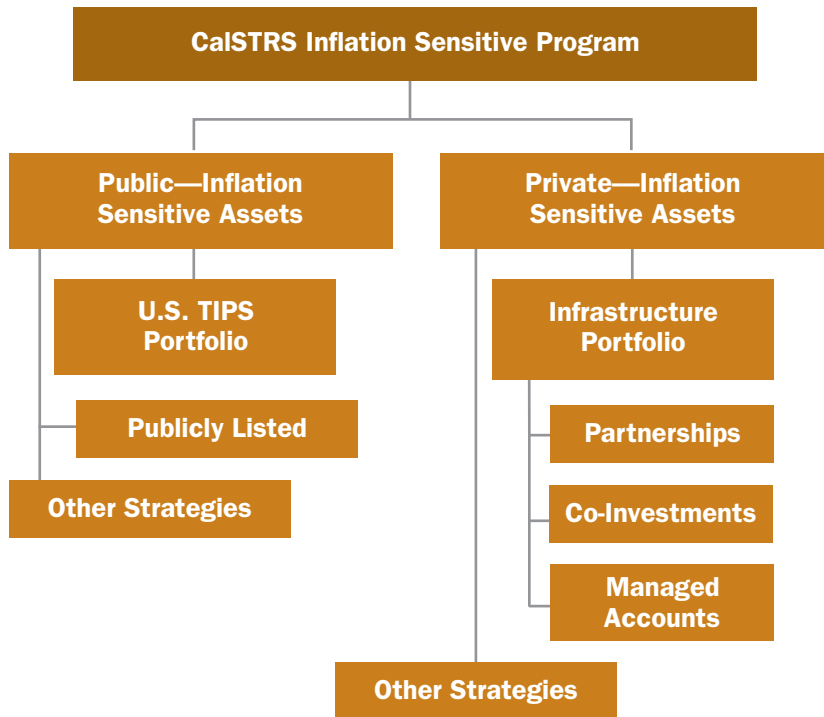 CalSTRS Inflation Sensitive Program
Public—Inflation
Sensitive Assets
U.S. TIPS
Portfolio
Publicly Listed
Other Strategies
Private—Inflation
Sensitive Assets
Infrastructure
Portfolio
Partnerships
Co-Investments
Managed
Accounts
Other Strategies